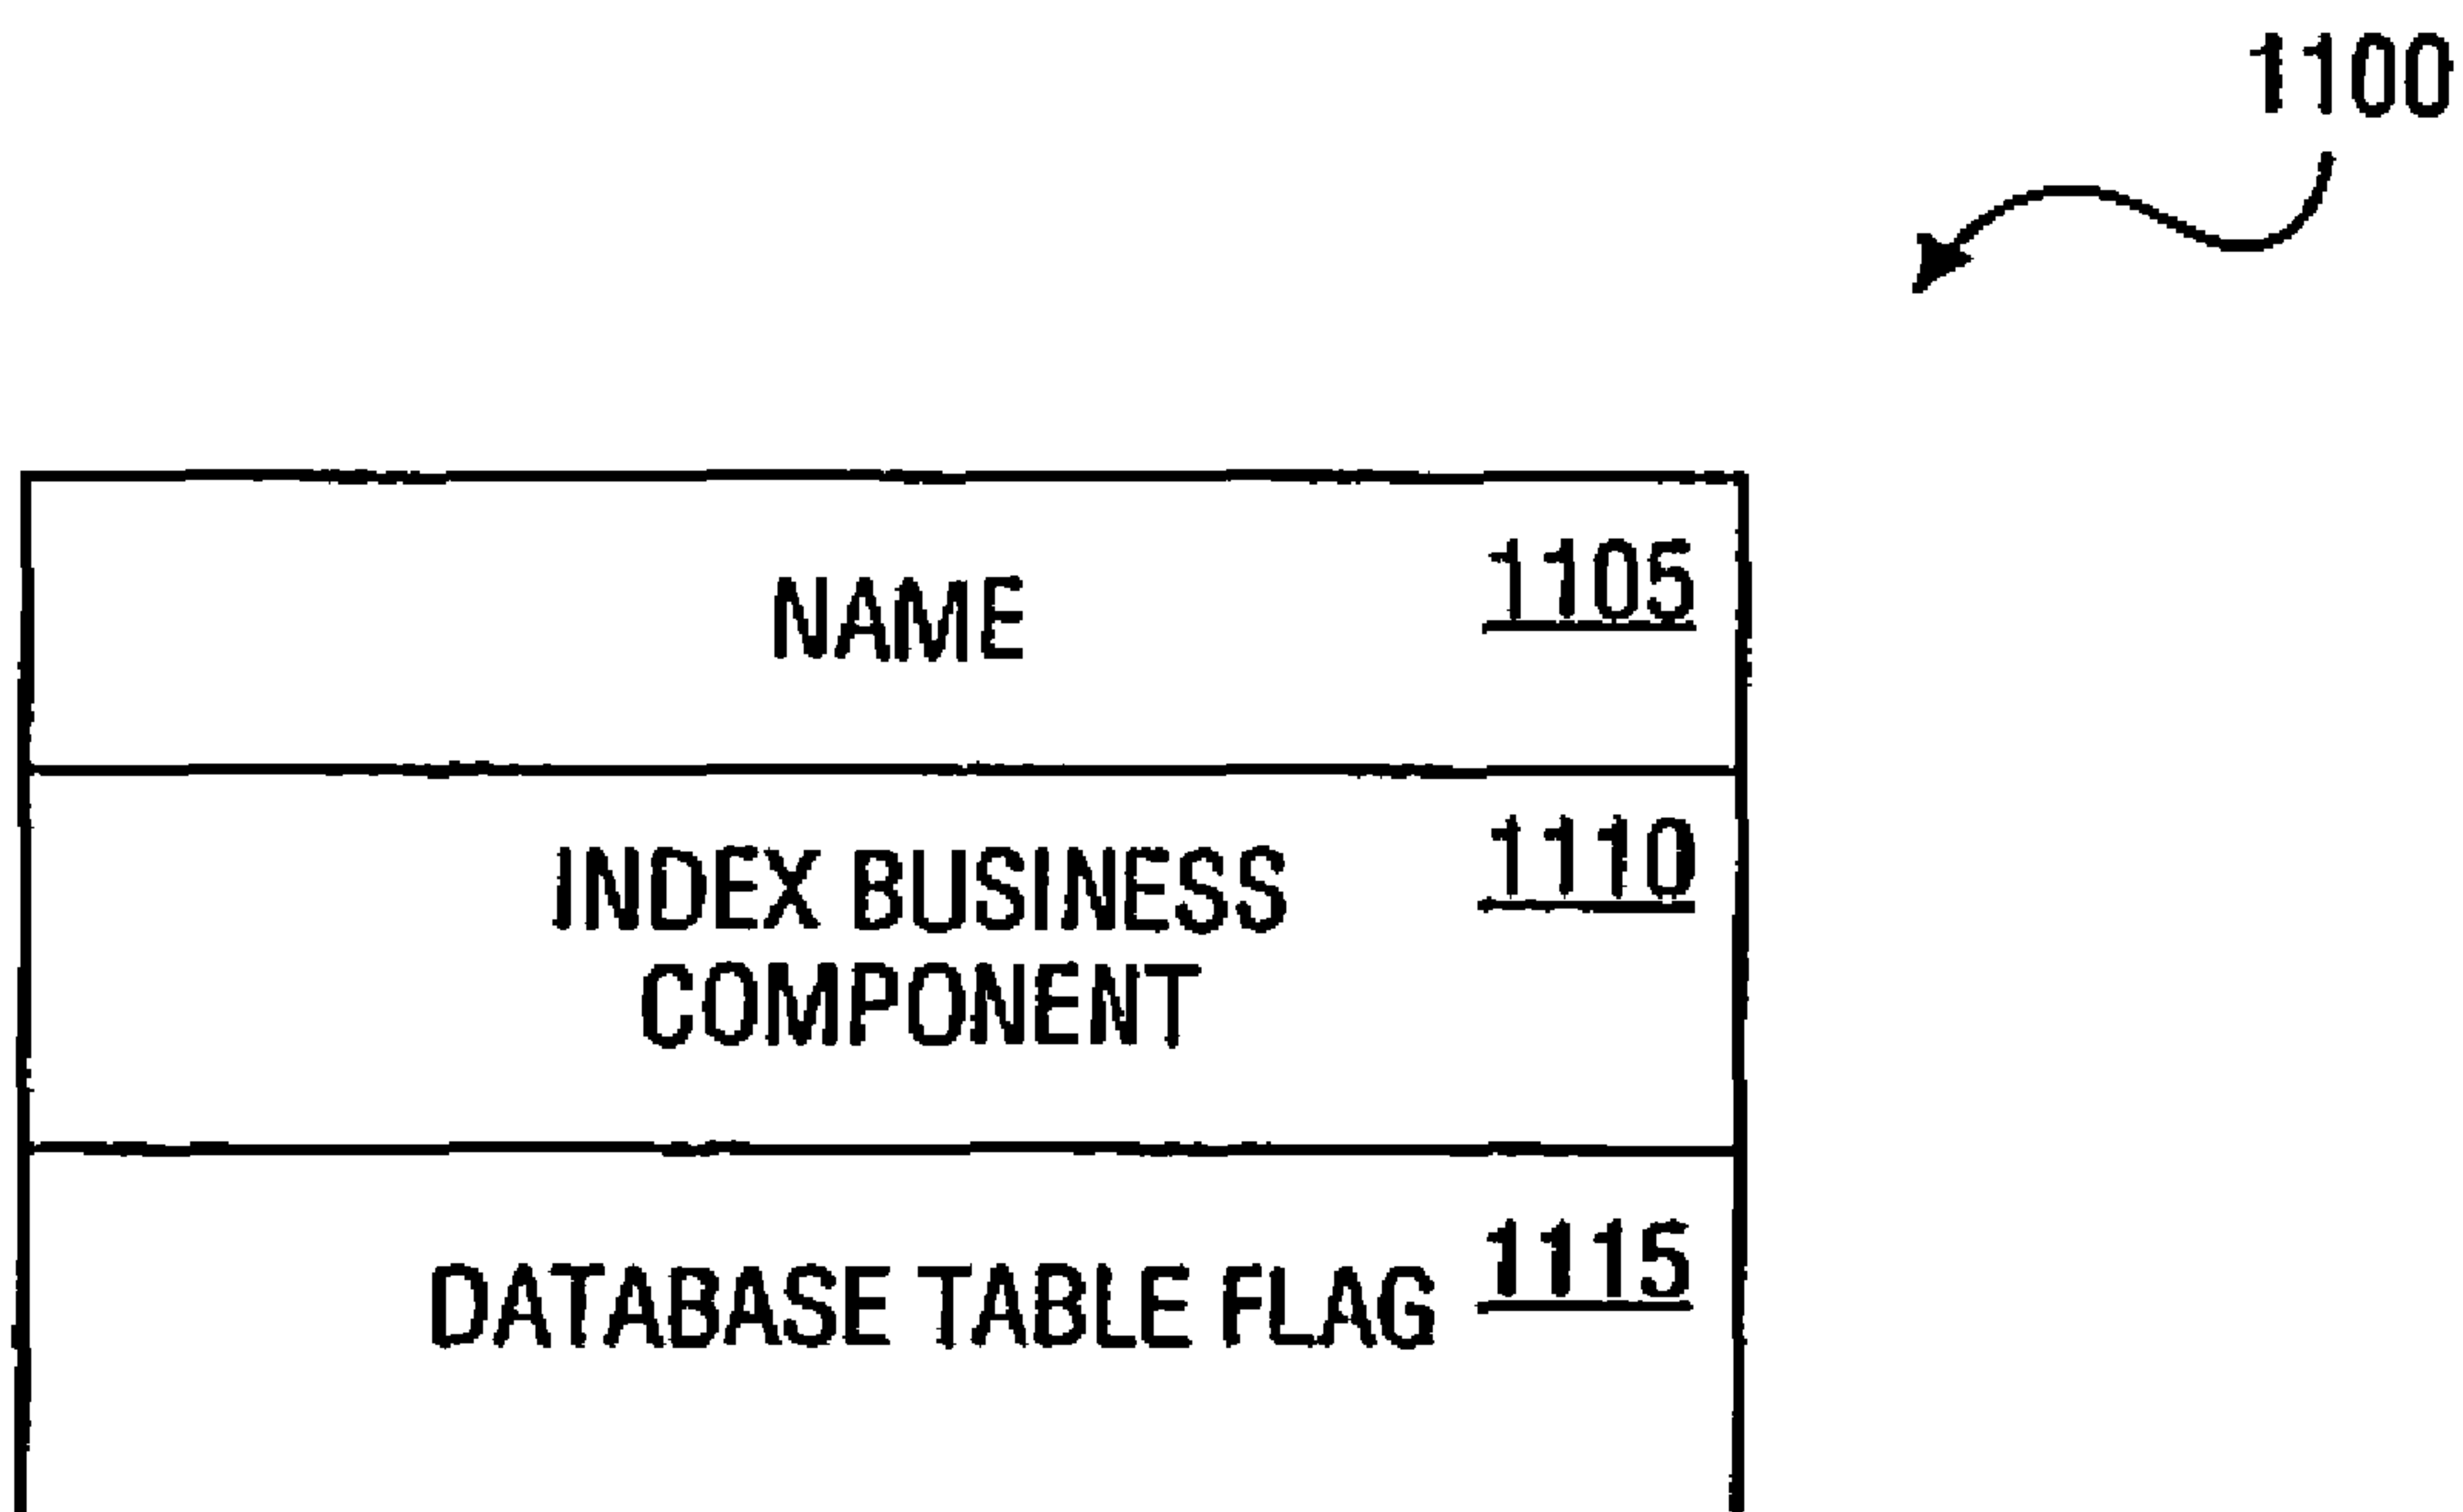 1100
NAME 1105
INDEX BUSINESS 1110
COMPONENT
DATABASE TABLE FLAG 1115